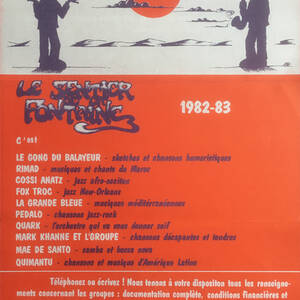 LE SENTIER
FONTAINE
1982-83
C'est
LE GONG DU BALAYEUR - sketches et chansons humoristiques
RIMAD - musiques et chants du Maroc
COSSI ANATZ - jazz afro-occitan
FOX TROC - jazz New-Orleans
LA GRANDE BLEUE - musiques méditerranéennes
PEDALO - chansons jazz-rock
QUARK - l'orchestre qui va vous donner soif
MARK KHANNE ET L'GROUPE - chansons décapantes et tendres
MAE DE SANTO - samba et bossa nova
QUIMANTU - chansons et musique d'Amérique Latine
Téléphonez ou écrivez! Nous tenons à votre disposition tous les renseigne-
ments concernant les groupes : documentation complète, conditions financières et